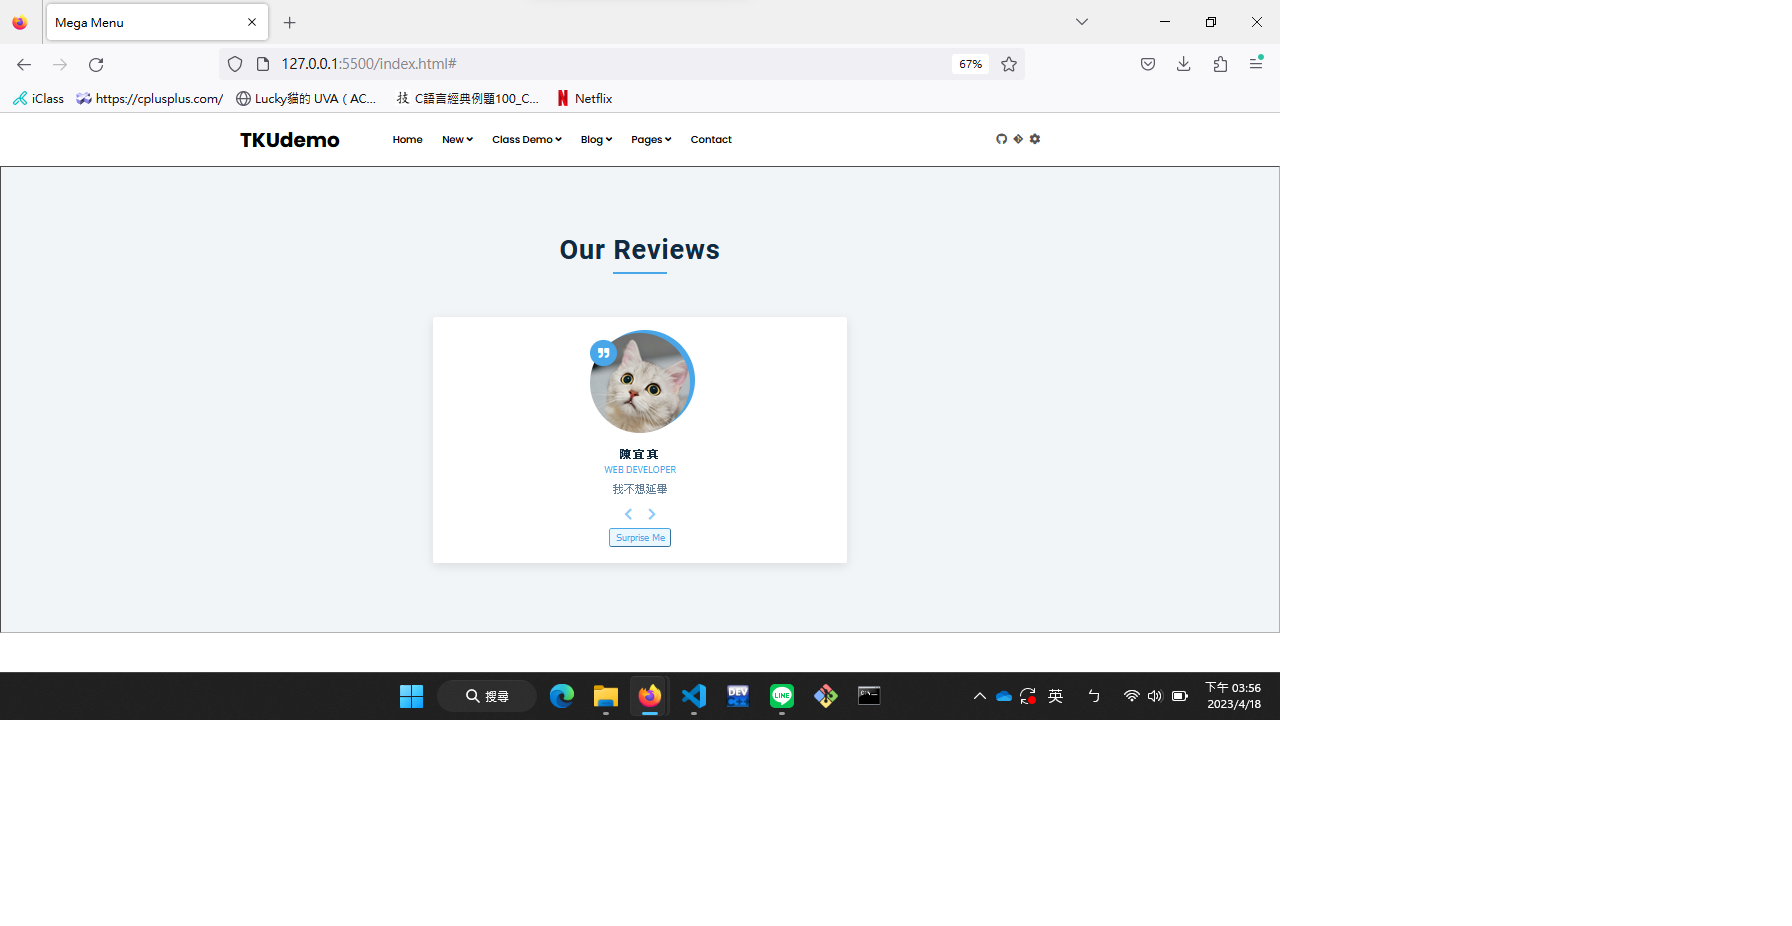 Mega Menu
127.0.0.1:5500/index.html#
67%
iClass
https://cplusplus.com/
Lucky貓的 UVA ( AC...
技
C語言經典例題100_C...
Netflix
TKUdemo
Home
New
Class Demo
Blog
Pages
Contact
Our Reviews
陳宜真
WEB DEVELOPER
我不想延畢
Surprise Me
搜尋
DEV
LINE
英
ㄅ
下午 03:56
2023/4/18